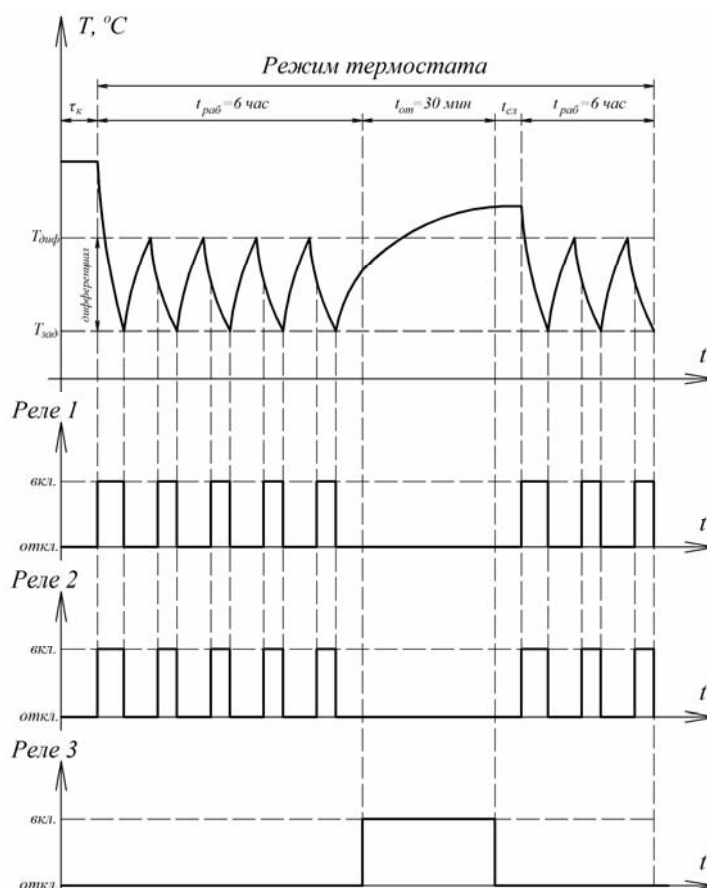 T, °C
Режим термостата
τк
tраб=6 час
tот=30 мин
tсл
tраб=6 час
Tдиф
дифференциал
Tзад
t
Реле 1
вкл.
t
откл.
Реле 2
вкл.
t
откл.
Реле 3
вкл.
t
откл.